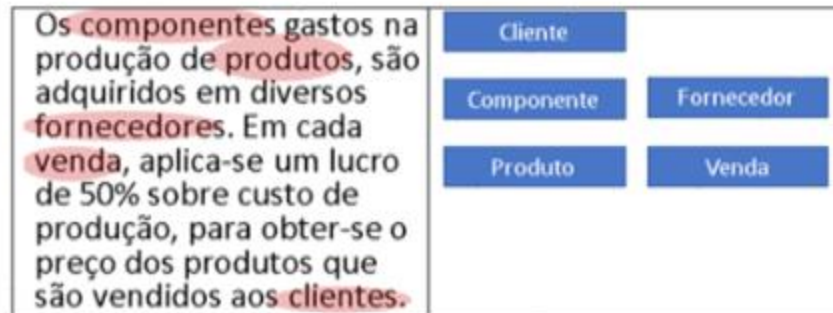 Os componentes gastos na
produção de produtos, são
adquiridos em diversos
fornecedores. Em cada
venda, aplica-se um lucro
de 50% sobre custo de
produção, para obter-se o
preço dos produtos que
são vendidos aos clientes.
Cliente
Componente
Fornecedor
Produto
Venda